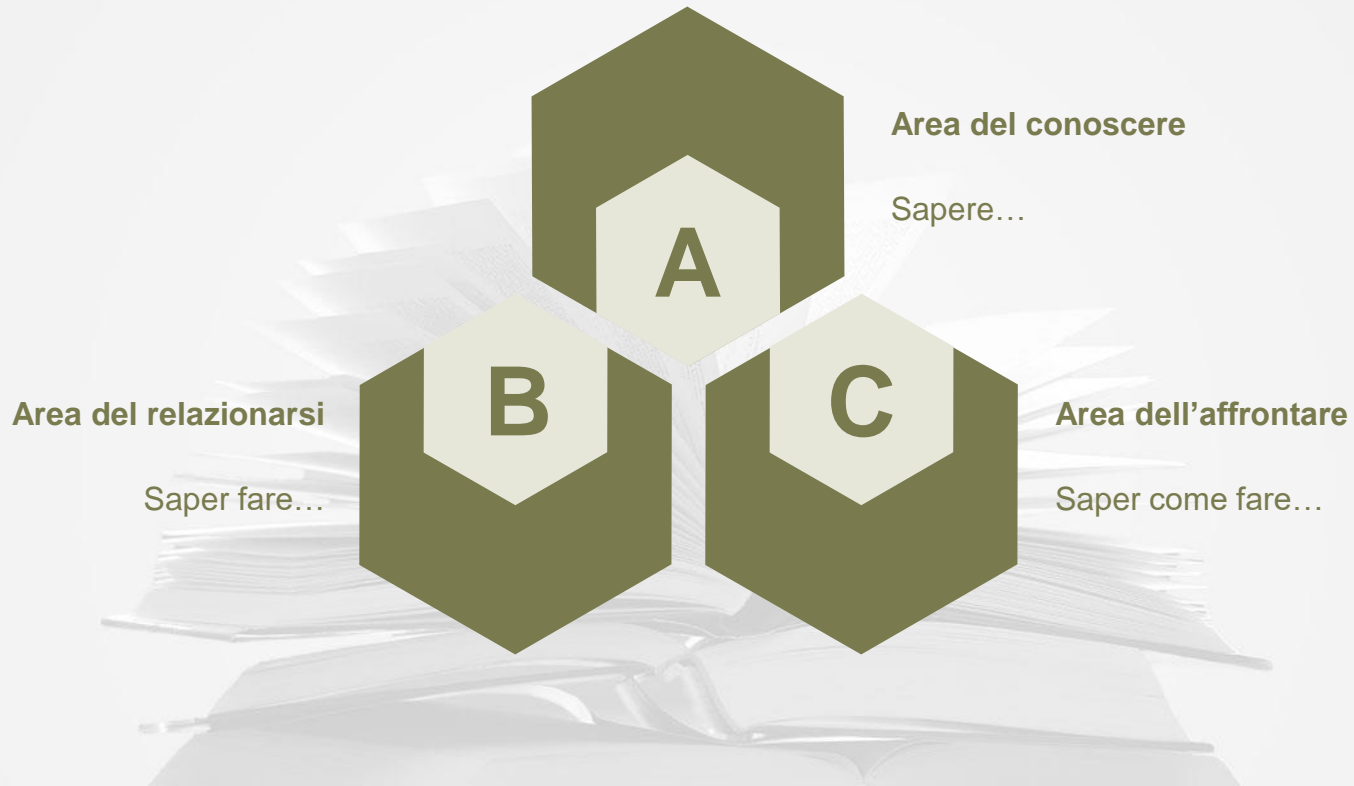 Area del conoscere
Sapere…
A
B
C
Area del relazionarsi
Saper fare…
Area dell’affrontare
Saper come fare…